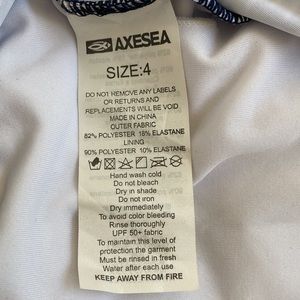 AXESEA
SIZE:4
DO NOT REMOVE ANY LABELS
OR RETURNS AND
REPLACEMENTS WILL BE VOID
MADE IN CHINA
OUTER FABRIC
82% POLYESTER 18% ELASTANE
LINING
90% POLYESTER 10% ELASTANE
Hand wash cold
Do not bleach
Dry in shade
Do not iron
Dry immediately
To avoid color bleeding
Rinse thoroughly
UPF 50+ fabric
To maintain this level of
protection the garment
Must be rinsed in fresh
Water after each use
KEEP AWAY FROM FIRE